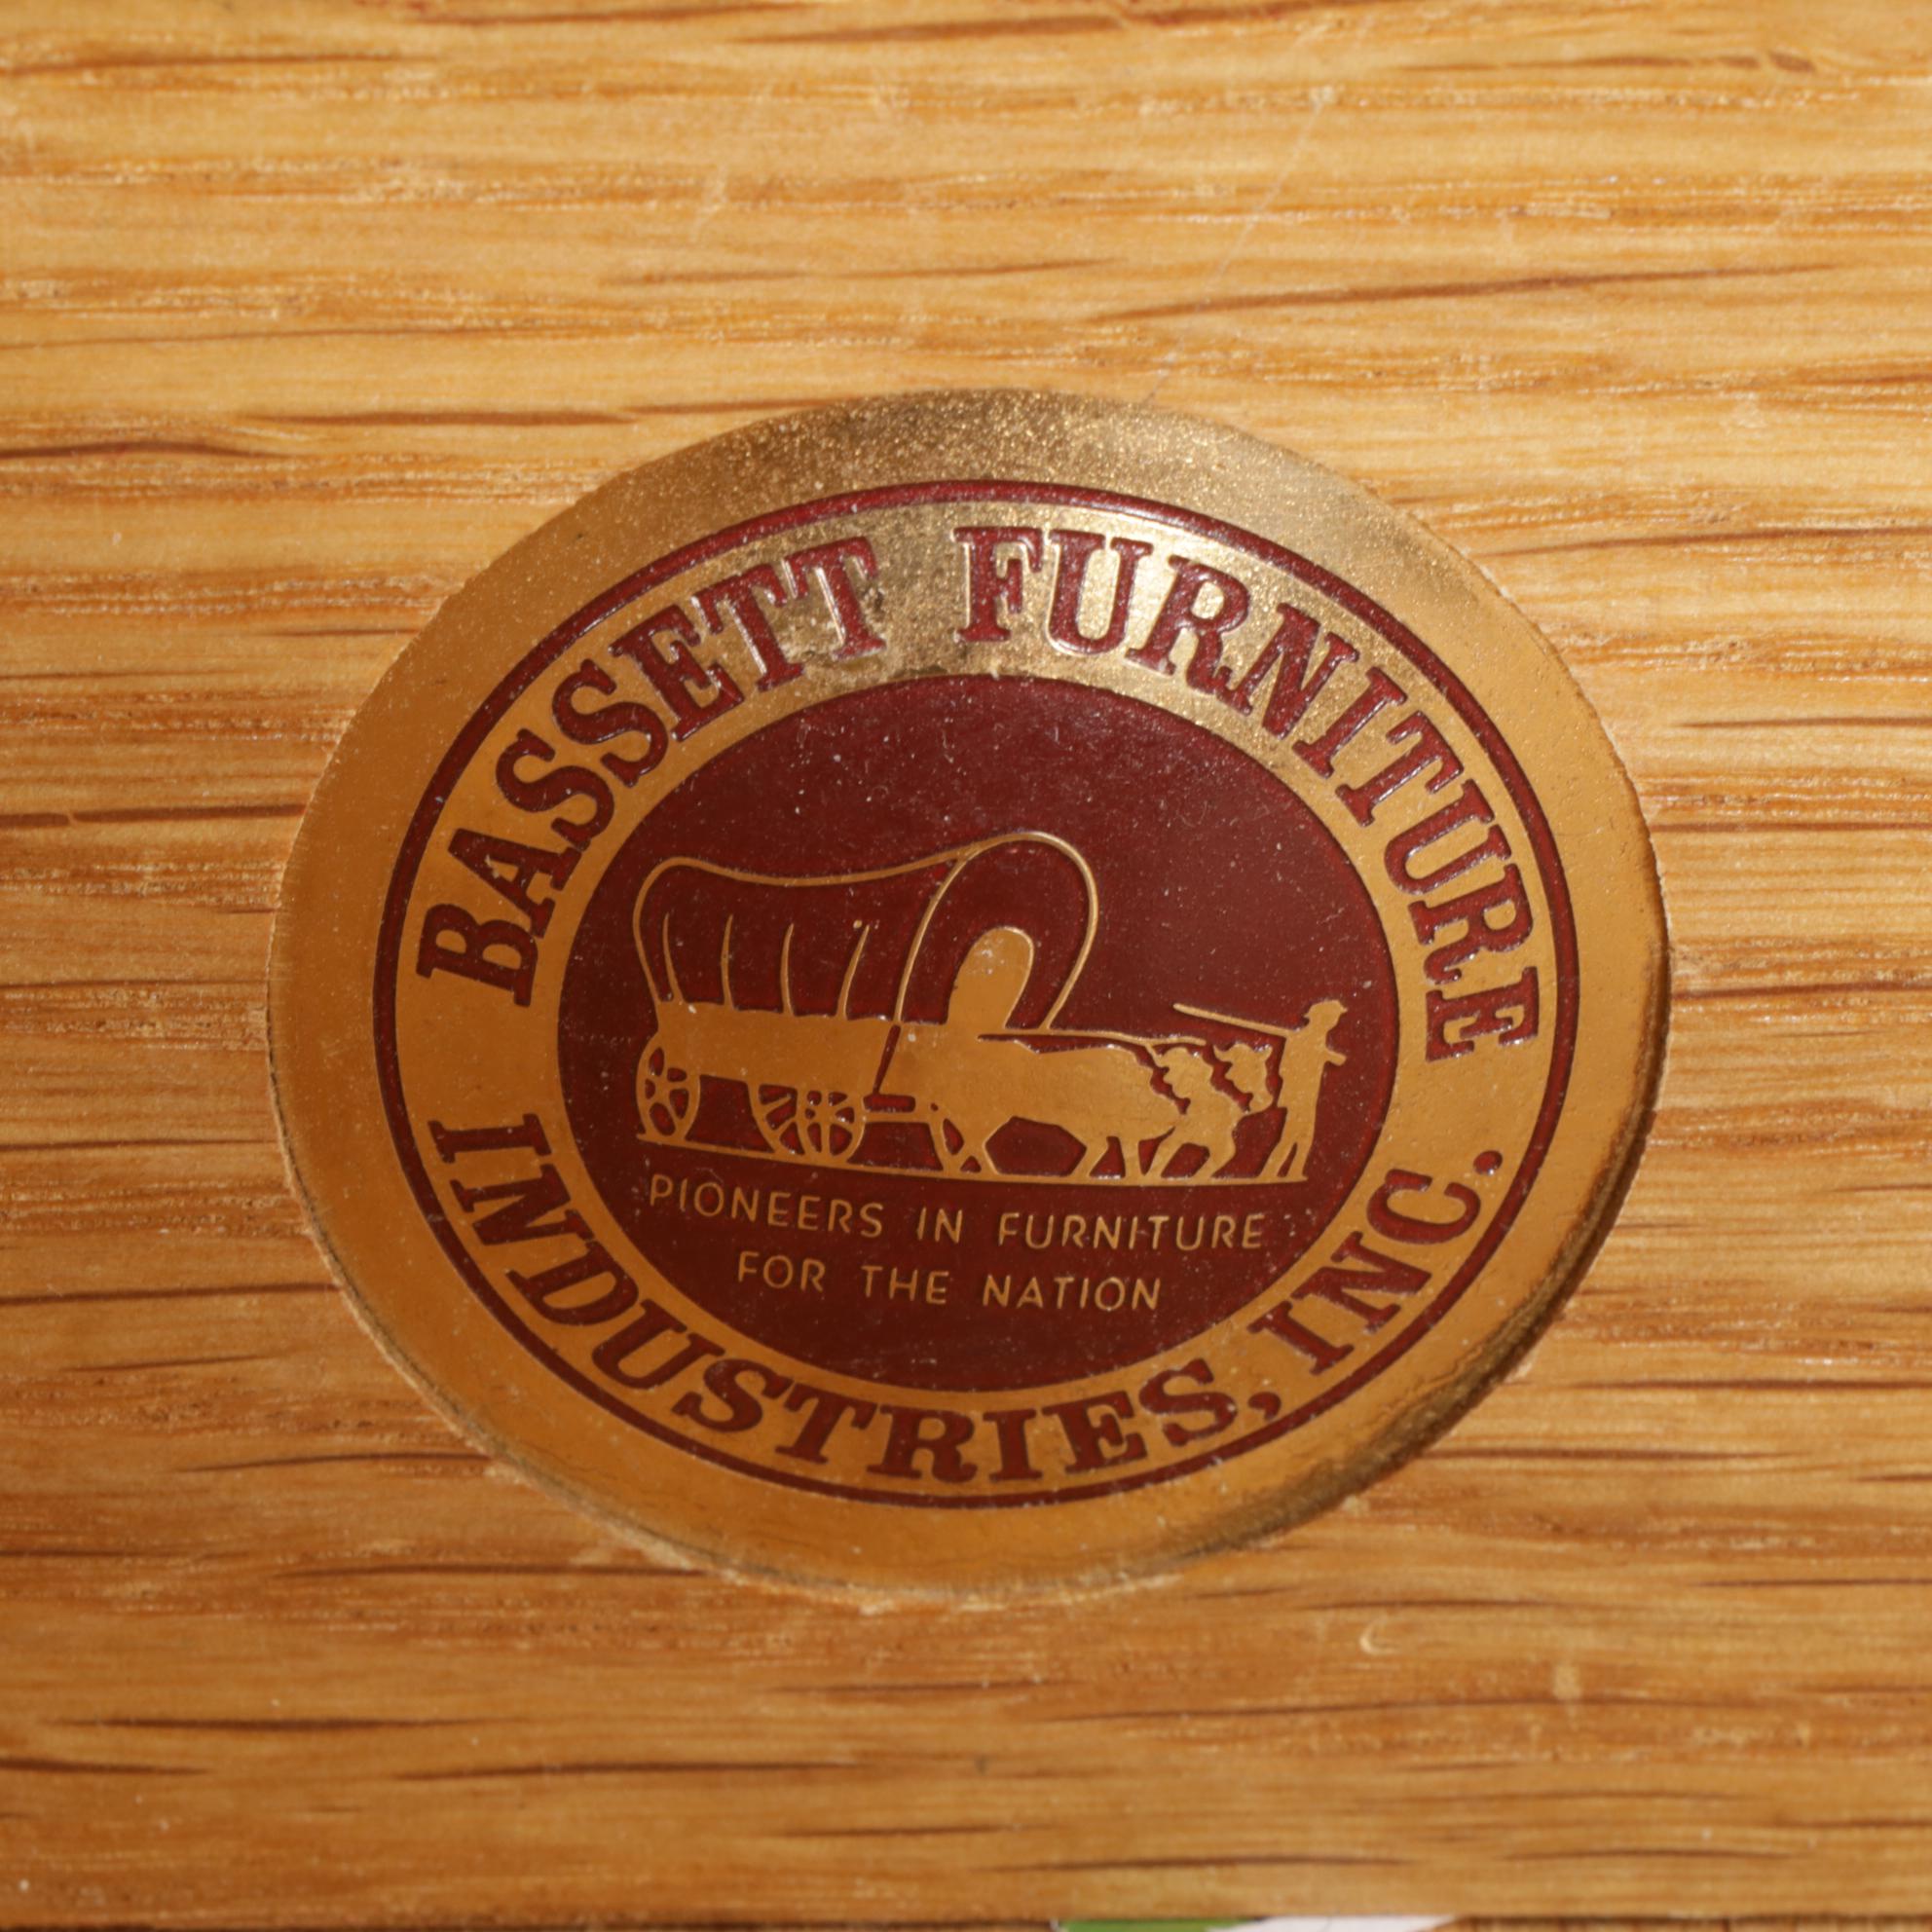 BASSETT FURNITURE
INDUSTRIES, INC.
PIONEERS IN FURNITURE
FOR THE NATION